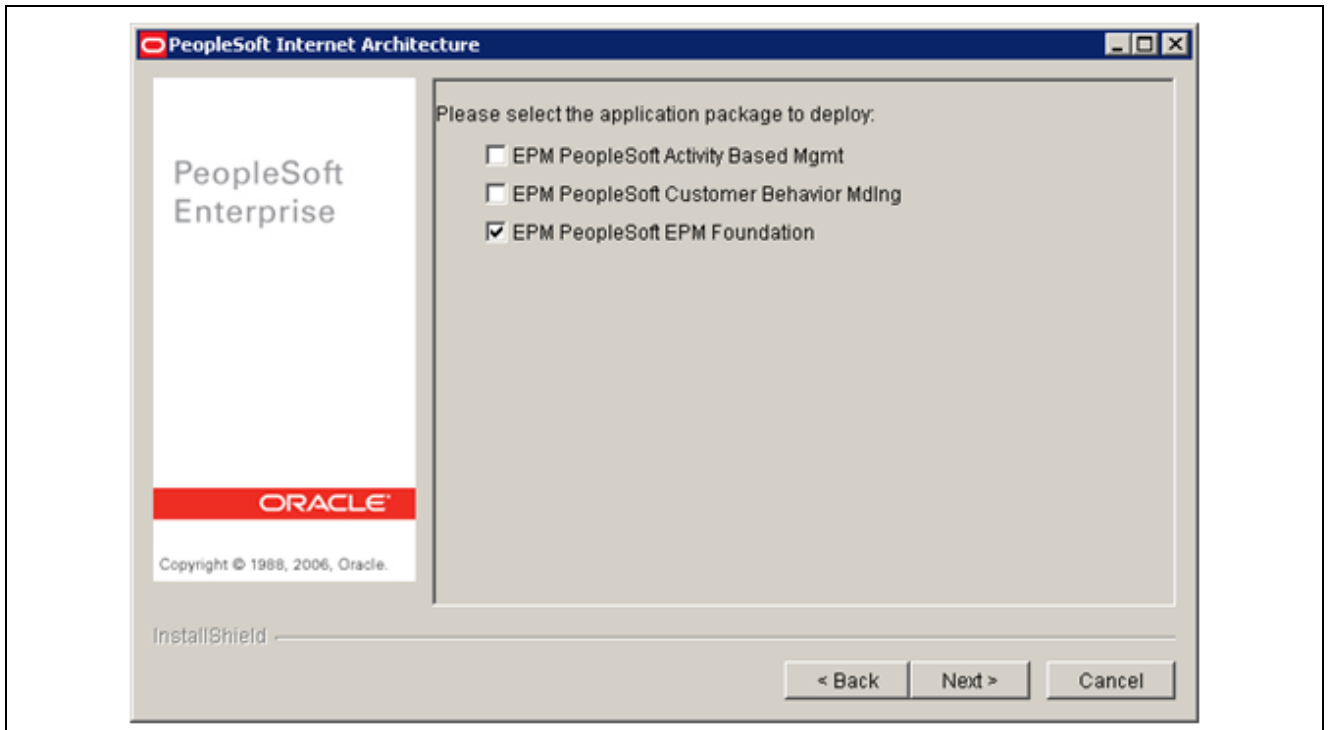 PeopleSoft Internet Architecture
Please select the application package to deploy:
EPM PeopleSoft Activity Based Mgmt
EPM PeopleSoft Customer Behavior Mdlng
EPM PeopleSoft EPM Foundation
PeopleSoft
Enterprise
ORACLE
Copyright © 1988, 2006, Oracle.
InstallShield
< Back
Next >
Cancel